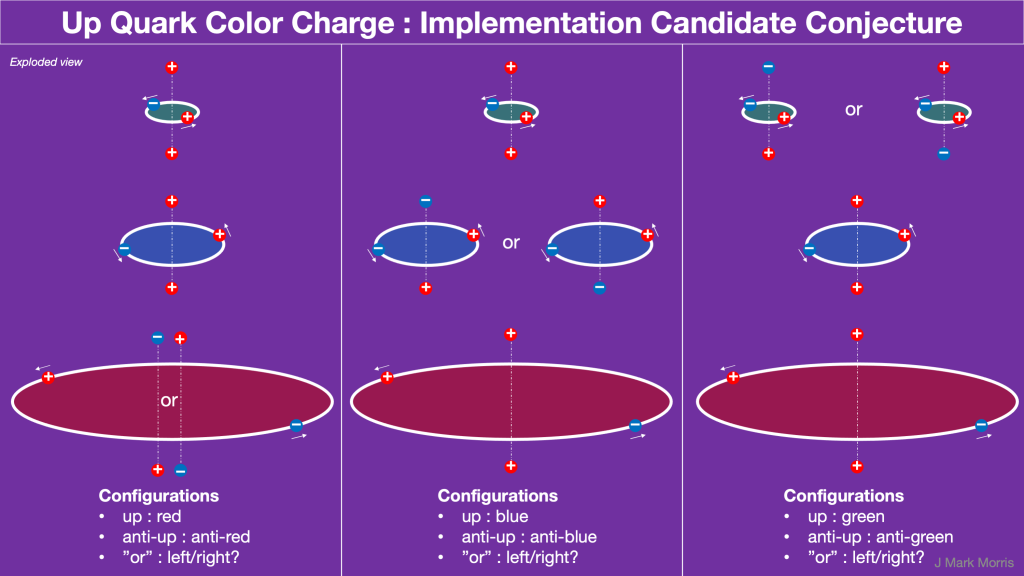 Up Quark Color Charge : Implementation Candidate Conjecture
Exploded view
or
or
or
Configurations
• up : red
• anti-up : anti-red
• ”or” : left/right?
Configurations
• up : blue
• anti-up : anti-blue
• ”or” : left/right?
Configurations
• up : green
• anti-up : anti-green
• ”or” : left/right?
J Mark Morris